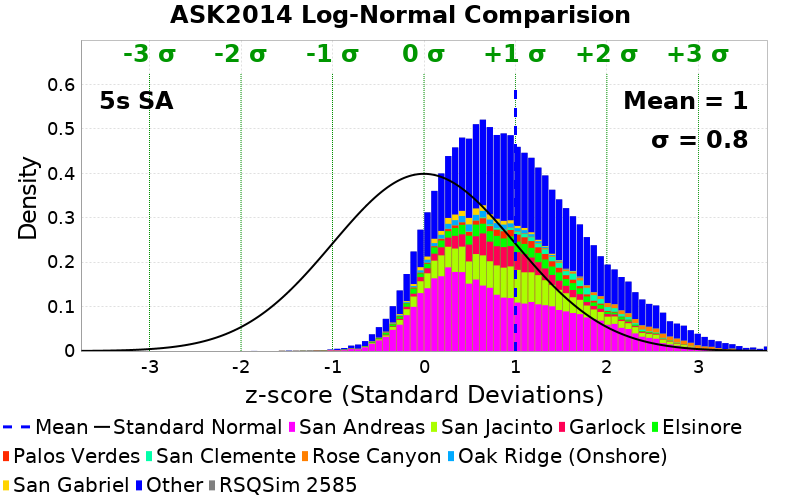 ASK2014 Log-Normal Comparision
-3 σ -2 σ -1 σ 0 σ +1 σ +2 σ +3 σ
5s SA
Mean = 1
σ = 0.8
Density
0.6
0.5
0.4
0.3
0.2
0.1
0
-3 -2 -1 0 1 2 3
z-score (Standard Deviations)
Mean Standard Normal San Andreas San Jacinto Garlock Elsinore
Palos Verdes San Clemente Rose Canyon Oak Ridge (Onshore)
San Gabriel Other RSQSim 2585